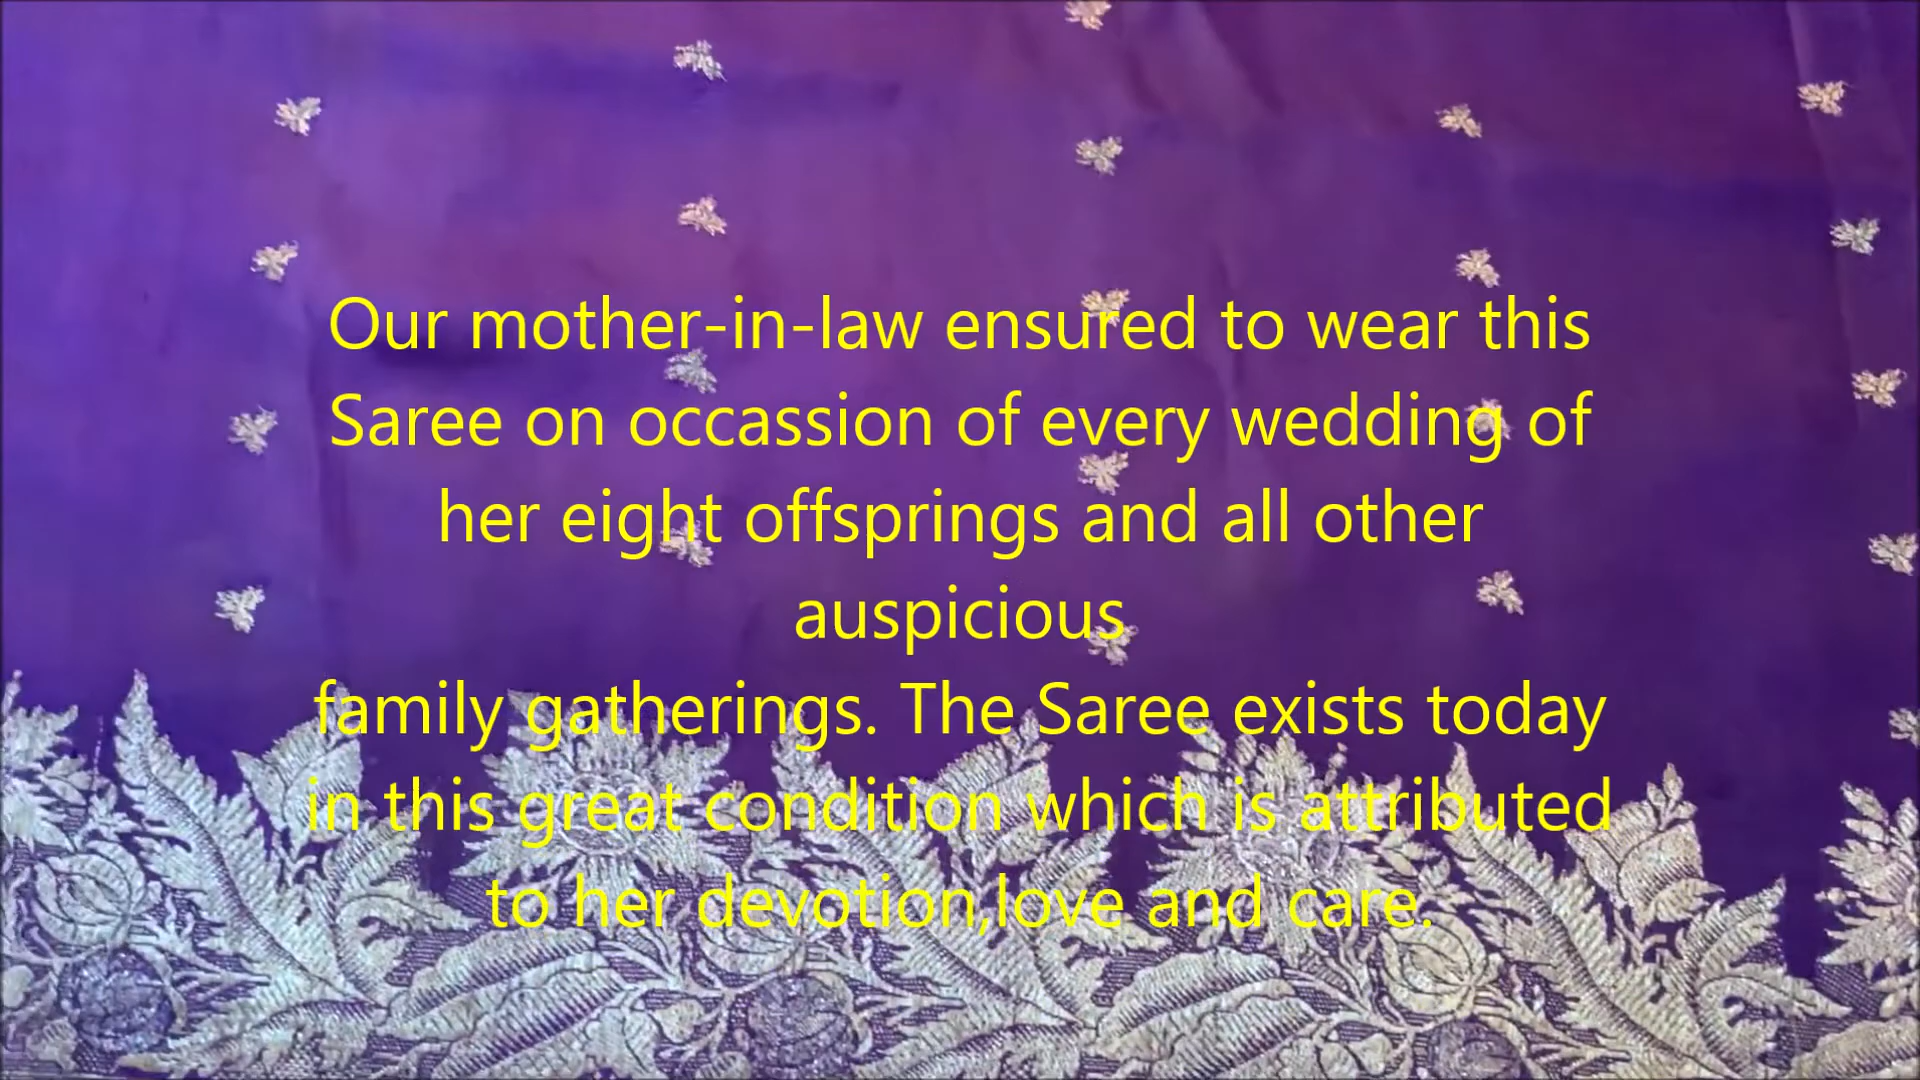 Our mother-in-law ensured to wear this
Saree on occassion of every wedding of
her eight offsprings and all other
auspicious
family gatherings. The Saree exists today
in this great condition which is attributed
to her devotion,love and care.